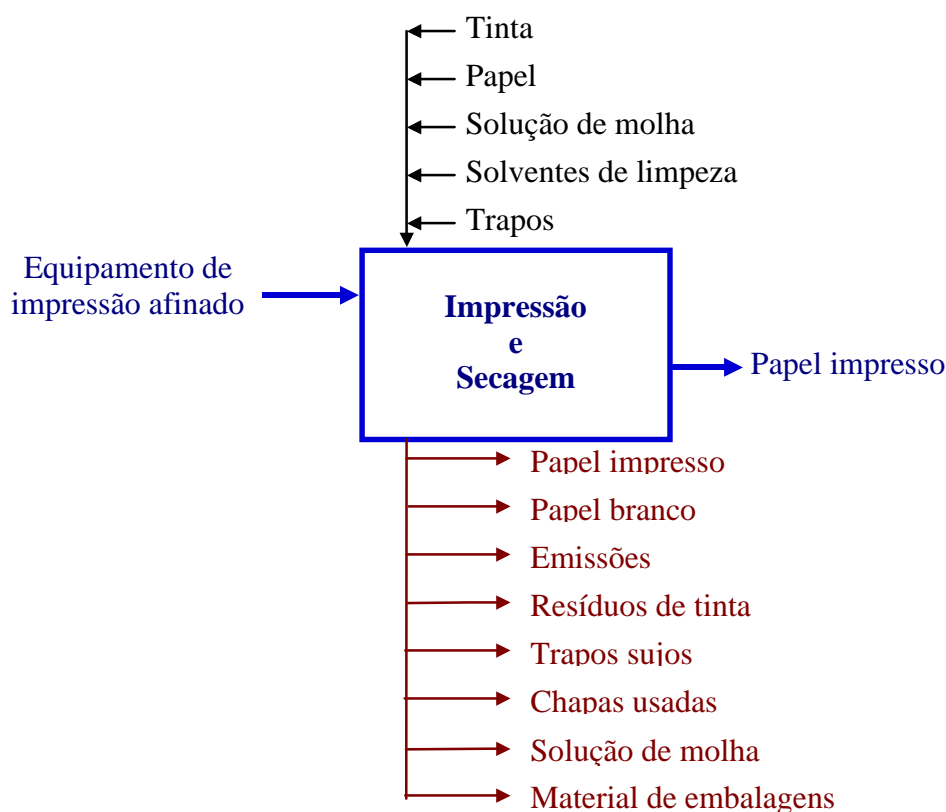 Tinta
Papel
Solução de molha
Solventes de limpeza
Trapos
Equipamento de
impressão afinado
Impressão
e
Secagem
Papel impresso
Papel impresso
Papel branco
Emissões
Resíduos de tinta
Trapos sujos
Chapas usadas
Solução de molha
Material de embalagens